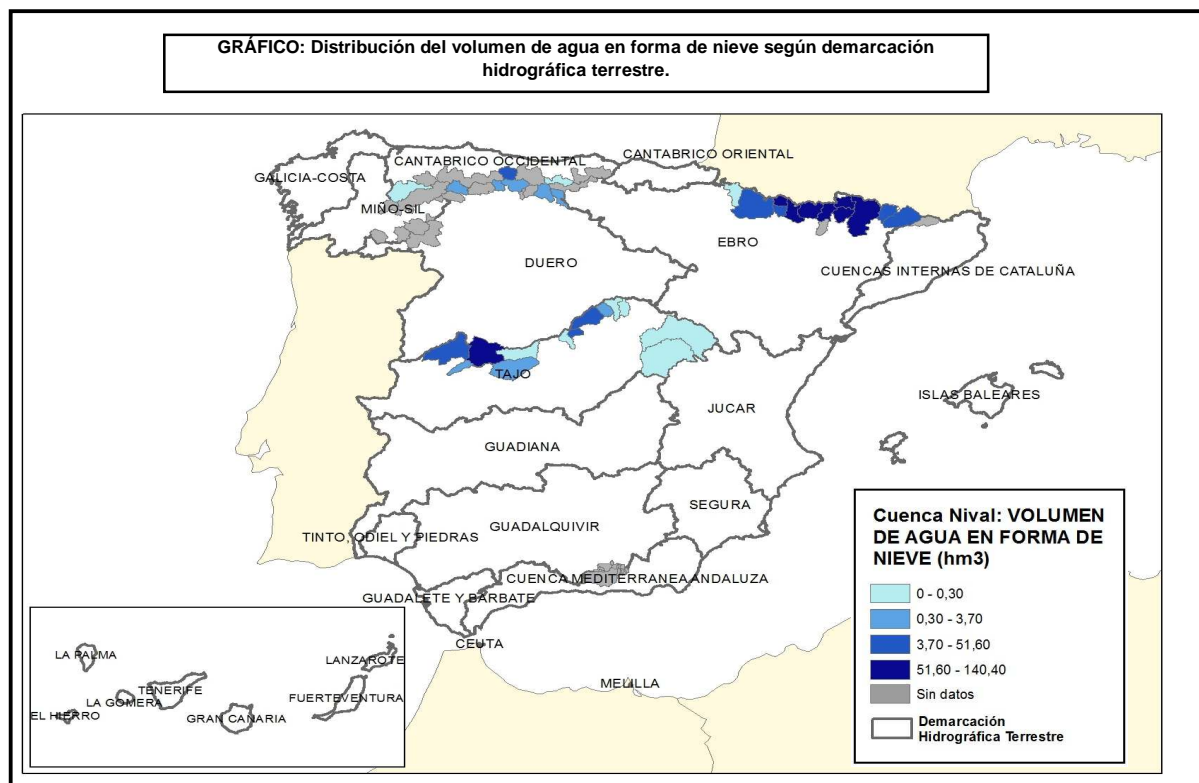 GRÁFICO: Distribución del volumen de agua en forma de nieve según demarcación
hidrográfica terrestre.
CANTABRICO OCCIDENTAL
CANTABRICO ORIENTAL
GALICIA-COSTA
MIÑO-SIL
EBRO
DUERO
CUENCAS INTERNAS DE CATALUÑA
TAJO
ISLAS BALEARES
JUCAR
GUADIANA
SEGURA
GUADALQUIVIR
TINTO, ODIEL Y PIEDRAS
CUENCA MEDITERRANEA ANDALUZA
GUADALETE Y BARBATE
CEUTA
MELILLA
LA PALMA
LANZAROTE
TENERIFE
LA GOMERA
FUERTEVENTURA
EL HIERRO
GRAN CANARIA
Cuenca Nival: VOLUMEN
DE AGUA EN FORMA DE
NIEVE (hm3)
0 - 0,30
0,30 - 3,70
3,70 - 51,60
51,60 - 140,40
Sin datos
Demarcación
Hidrográfica Terrestre